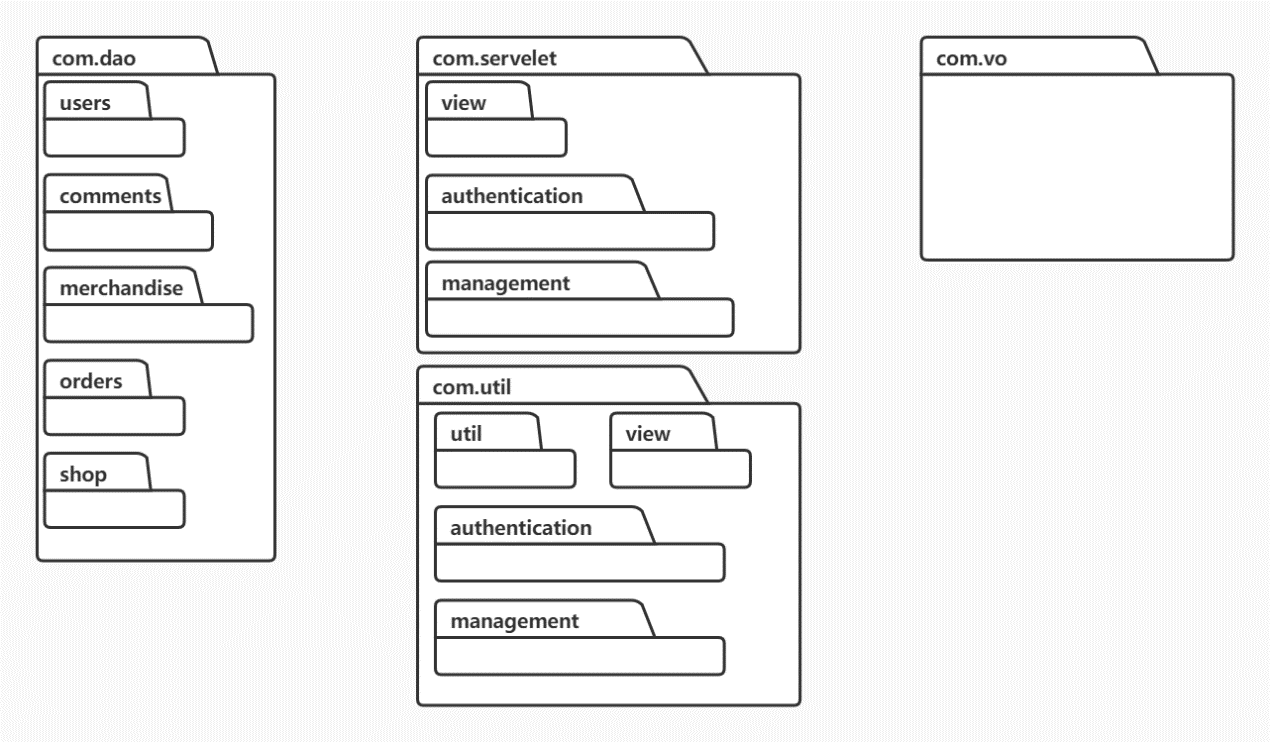 com.dao
users
comments
merchandise
orders
shop
com.servelet
view
authentication
management
com.util
util
view
authentication
management
com.vo